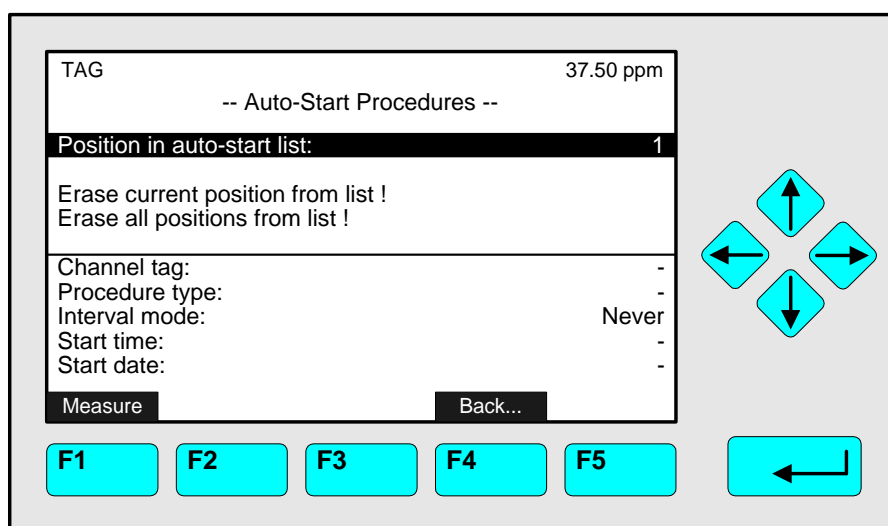 TAG 37.50 ppm
-- Auto-Start Procedures --
Position in auto-start list: 1
Erase current position from list !
Erase all positions from list !
Channel tag: -
Procedure type: -
Interval mode: Never
Start time: -
Start date: -
Measure Back...
F1 F2 F3 F4 F5